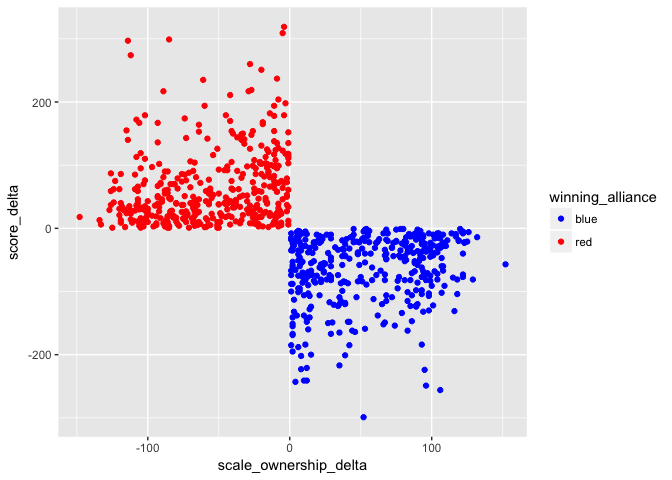 200
0
-200
score_delta
-100
0
100
scale_ownership_delta
winning_alliance
blue
red